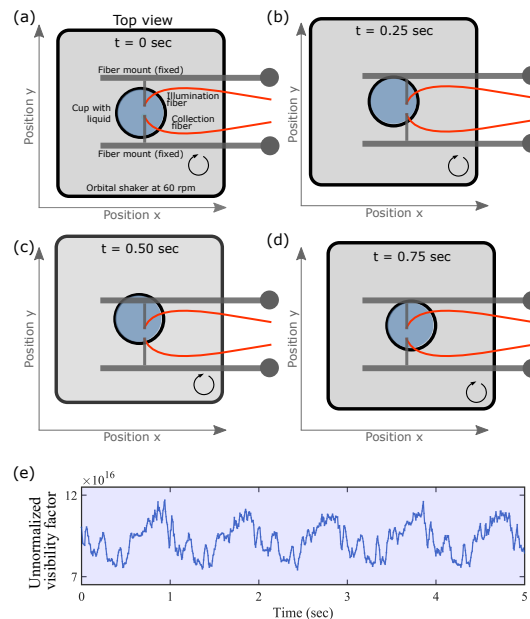 (a)
Top view
t = 0 sec
Fiber mount (fixed)
Illumination
fiber
Cup with
liquid
Collection
fiber
Fiber mount (fixed)
Orbital shaker at 60 rpm
Position y
Position x
(b)
t = 0.25 sec
Position y
Position x
(c)
t = 0.50 sec
Position y
Position x
(d)
t = 0.75 sec
Position y
Position x
(e)
×10^16
12
7
Unnormalized
visibility factor
0 1 2 3 4 5
Time (sec)